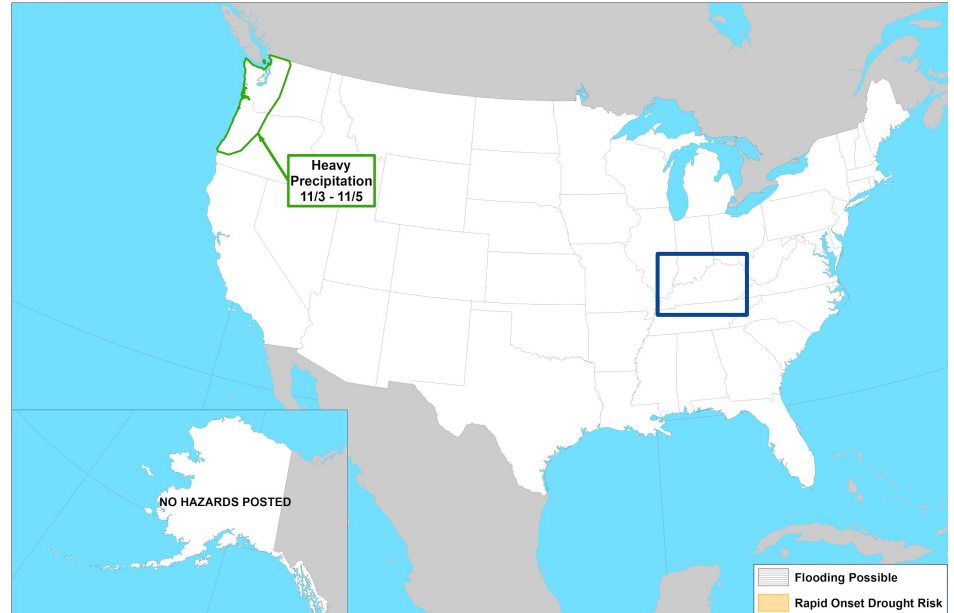 Heavy
Precipitation
11/3 - 11/5
NO HAZARDS POSTED
Flooding Possible
Rapid Onset Drought Risk